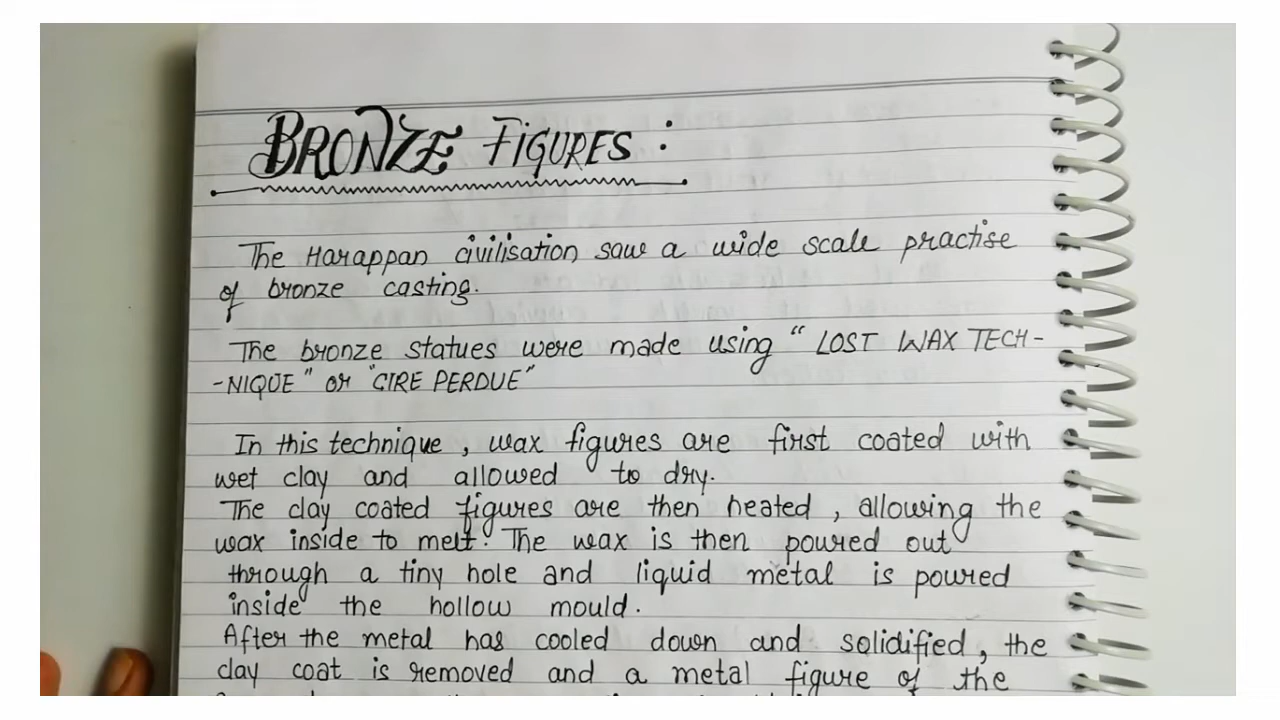 BRONZE FIGURES :
The Harappan civilisation saw a wide scale practise
of bronze casting.
The bronze statues were made using "LOST WAX TECH-
-NIQUE" or "CIRE PERDUE"
In this technique, wax figures are first coated with
wet clay and allowed to dry.
The clay coated figures are then heated, allowing the
wax inside to melt. The wax is then poured out
through a tiny hole and liquid metal is poured
inside the hollow mould.
After the metal has cooled down and solidified, the
clay coat is removed and a metal figure of the